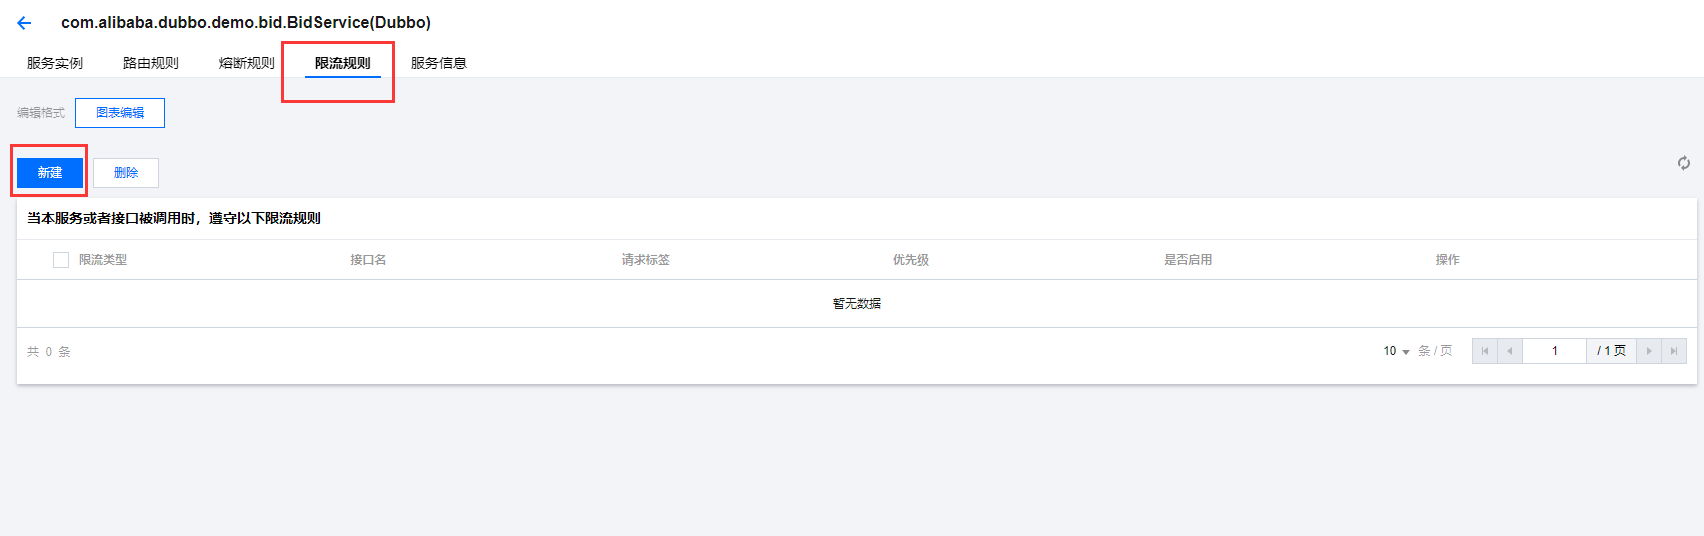 com.alibaba.dubbo.demo.bid.BidService(Dubbo)
服务实例 路由规则 熔断规则 限流规则 服务信息
编辑格式 图表编辑
新建 删除
当本服务或者接口被调用时，遵守以下限流规则
限流类型 接口名 请求标签 优先级 是否启用 操作
暂无数据
共 0 条 10 条 / 页 1 / 1 页